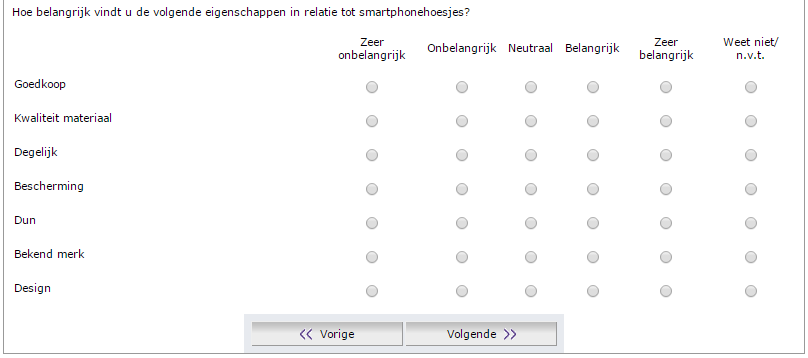 Hoe belangrijk vindt u de volgende eigenschappen in relatie tot smartphonehoesjes?
Zeer onbelangrijk Onbelangrijk Neutraal Belangrijk Zeer belangrijk Weet niet/ n.v.t.
Goedkoop
Kwaliteit materiaal
Degelijk
Bescherming
Dun
Bekend merk
Design
<< Vorige Volgende >>